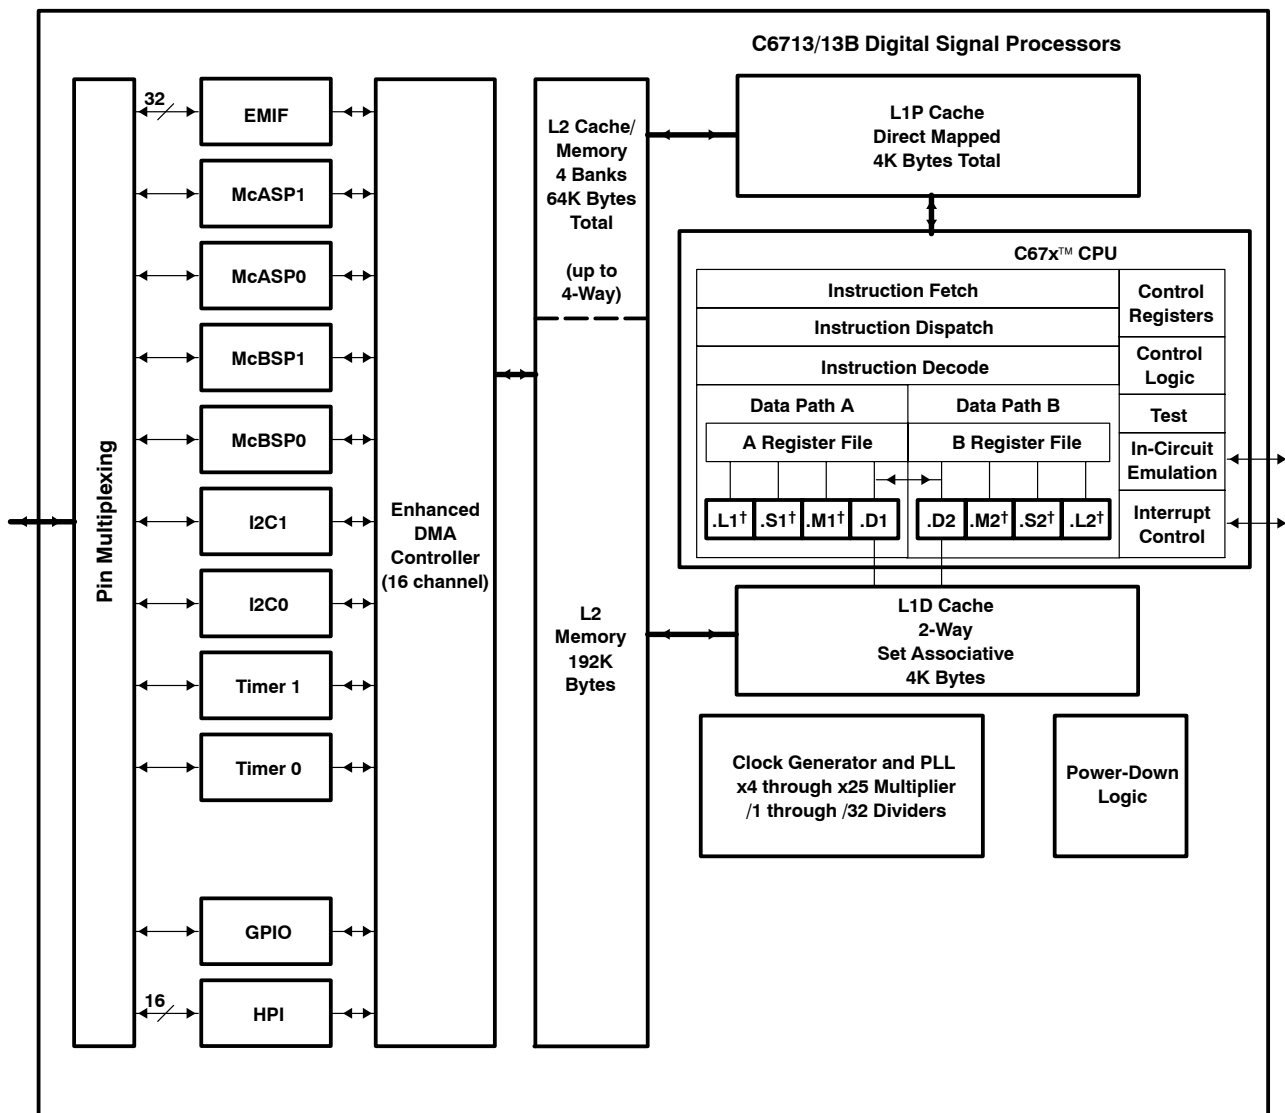 C6713/13B Digital Signal Processors
Pin Multiplexing
32
EMIF
McASP1
McASP0
McBSP1
McBSP0
I2C1
I2C0
Timer 1
Timer 0
GPIO
16
HPI
Enhanced
DMA
Controller
(16 channel)
L2 Cache/
Memory
4 Banks
64K Bytes
Total
(up to
4-Way)
L2
Memory
192K
Bytes
L1P Cache
Direct Mapped
4K Bytes Total
C67x™ CPU
Instruction Fetch
Instruction Dispatch
Instruction Decode
Data Path A
Data Path B
A Register File
B Register File
.L1† .S1† .M1† .D1
.D2 .M2† .S2† .L2†
Control
Registers
Control
Logic
Test
In-Circuit
Emulation
Interrupt
Control
L1D Cache
2-Way
Set Associative
4K Bytes
Clock Generator and PLL
x4 through x25 Multiplier
/1 through /32 Dividers
Power-Down
Logic